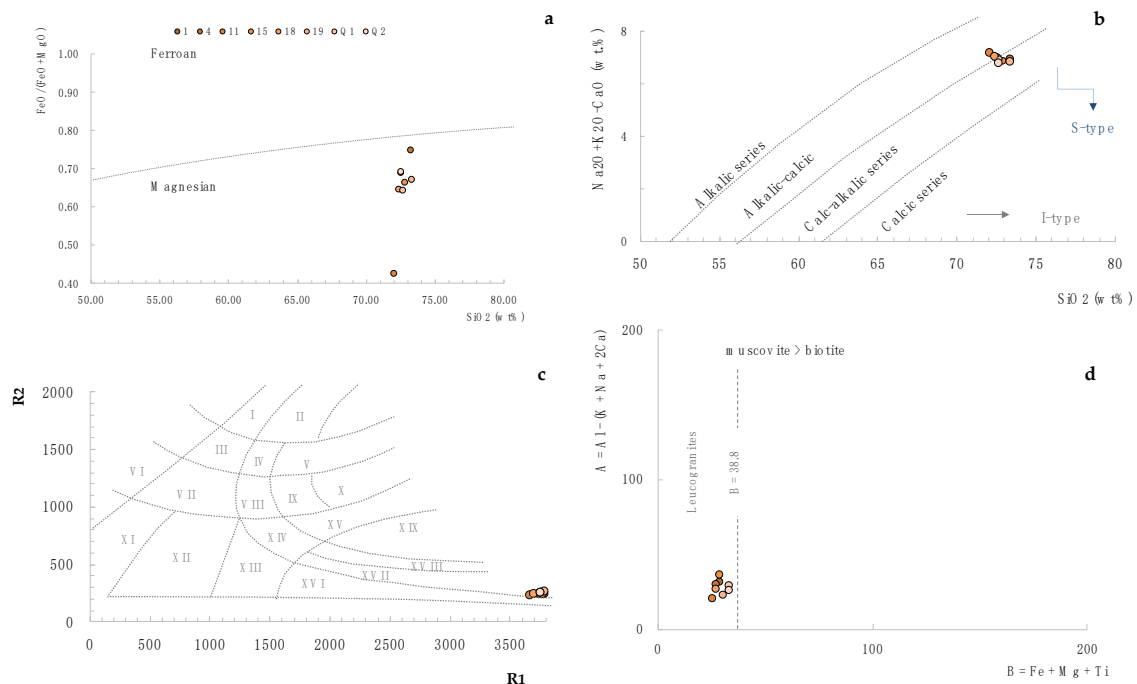 a
1 4 11 15 18 19 Q1 Q2
FeO/(FeO+MgO)
1.00
0.90
0.80
0.70
0.60
0.50
0.40
Ferroan
Magnesian
50.00 55.00 60.00 65.00 70.00 75.00 80.00
SiO2 (wt%)
b
Na2O+K2O-CaO (wt.%)
8
4
0
Alkalic series
Alkalic-calcic
Calc-alkalic series
Calcic series
S-type
I-type
50 55 60 65 70 75 80
SiO2 (wt%)
c
R2
2000
1500
1000
500
0
I
II
III
IV
V
VI
VII
VIII
IX
X
XI
XII
XIII
XIV
XV
XVI
XVII
XVIII
XIX
0 500 1000 1500 2000 2500 3000 3500
R1
d
A = Al-(K + Na + 2Ca)
200
100
0
muscovite > biotite
Leucogranites
B = 38.8
0 100 200
B = Fe + Mg + Ti